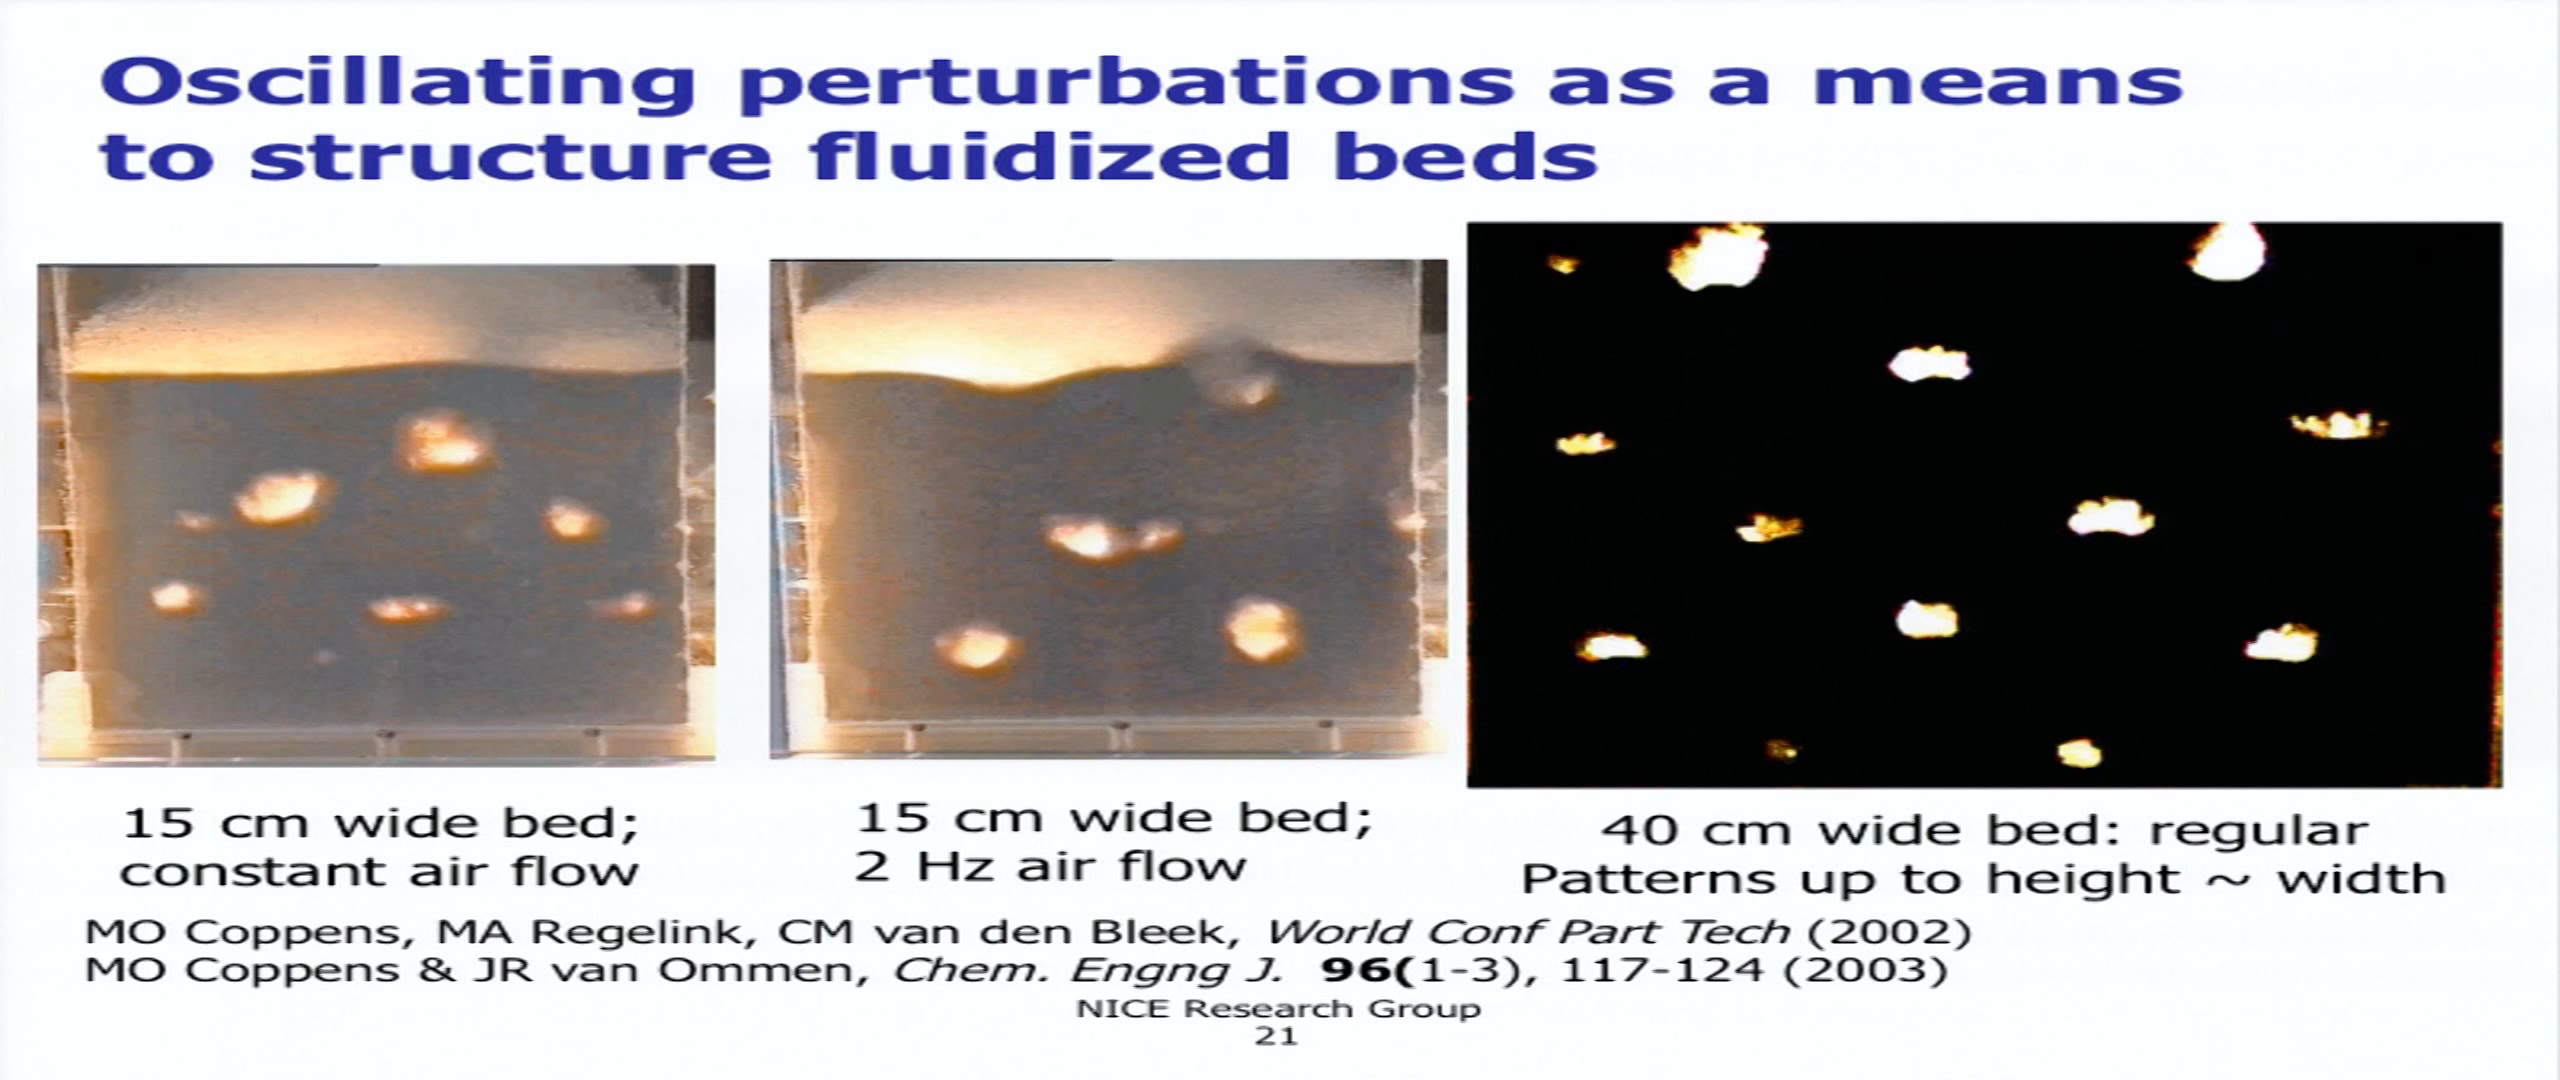 Oscillating perturbations as a means
to structure fluidized beds
15 cm wide bed;
constant air flow
15 cm wide bed;
2 Hz air flow
40 cm wide bed: regular
Patterns up to height ~ width
MO Coppens, MA Regelink, CM van den Bleek, World Conf Part Tech (2002)
MO Coppens & JR van Ommen, Chem. Engng J. 96(1-3), 117-124 (2003)
NICE Research Group
21